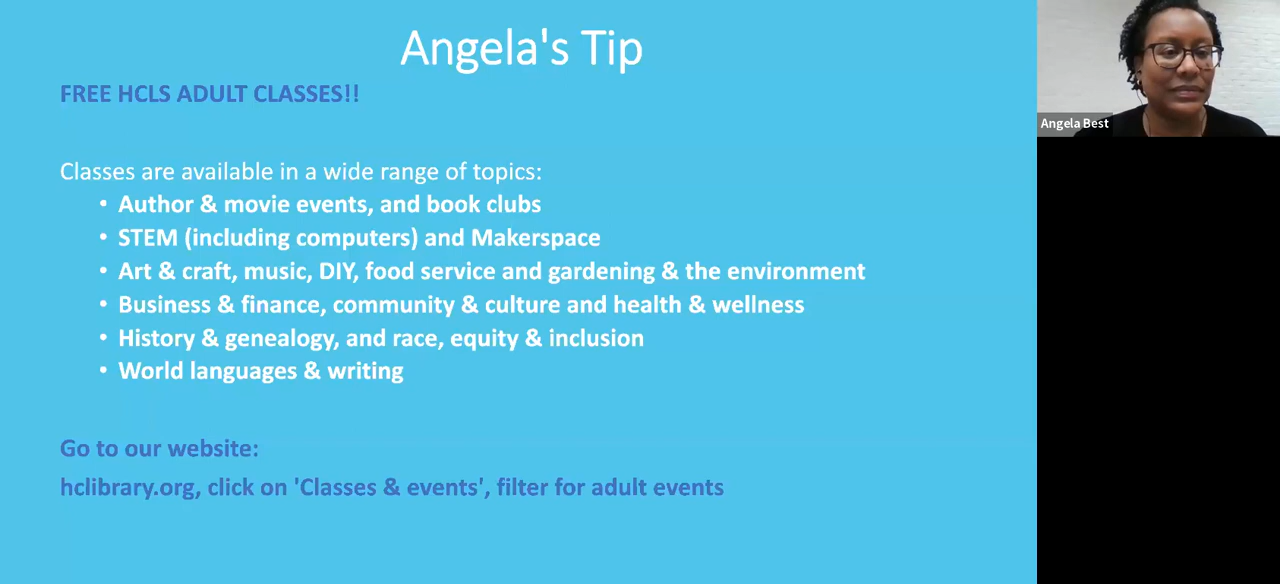 Angela's Tip
FREE HCLS ADULT CLASSES!!
Classes are available in a wide range of topics:
• Author & movie events, and book clubs
• STEM (including computers) and Makerspace
• Art & craft, music, DIY, food service and gardening & the environment
• Business & finance, community & culture and health & wellness
• History & genealogy, and race, equity & inclusion
• World languages & writing
Go to our website:
hclibrary.org, click on 'Classes & events', filter for adult events
Angela Best